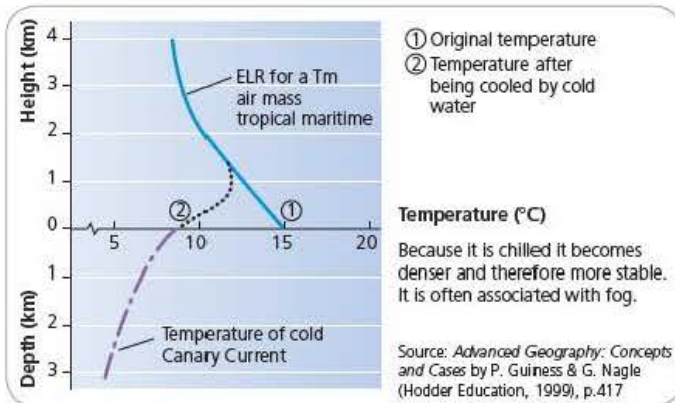 Height (km)
4
3
2
1
0
ELR for a Tm
air mass
tropical maritime
②
①
5
10
15
20
Depth (km)
1
2
3
Temperature of cold
Canary Current
① Original temperature
② Temperature after
being cooled by cold
water
Temperature (°C)
Because it is chilled it becomes
denser and therefore more stable.
It is often associated with fog.
Source: Advanced Geography: Concepts
and Cases by P. Guiness & G. Nagle
(Hodder Education, 1999), p.417